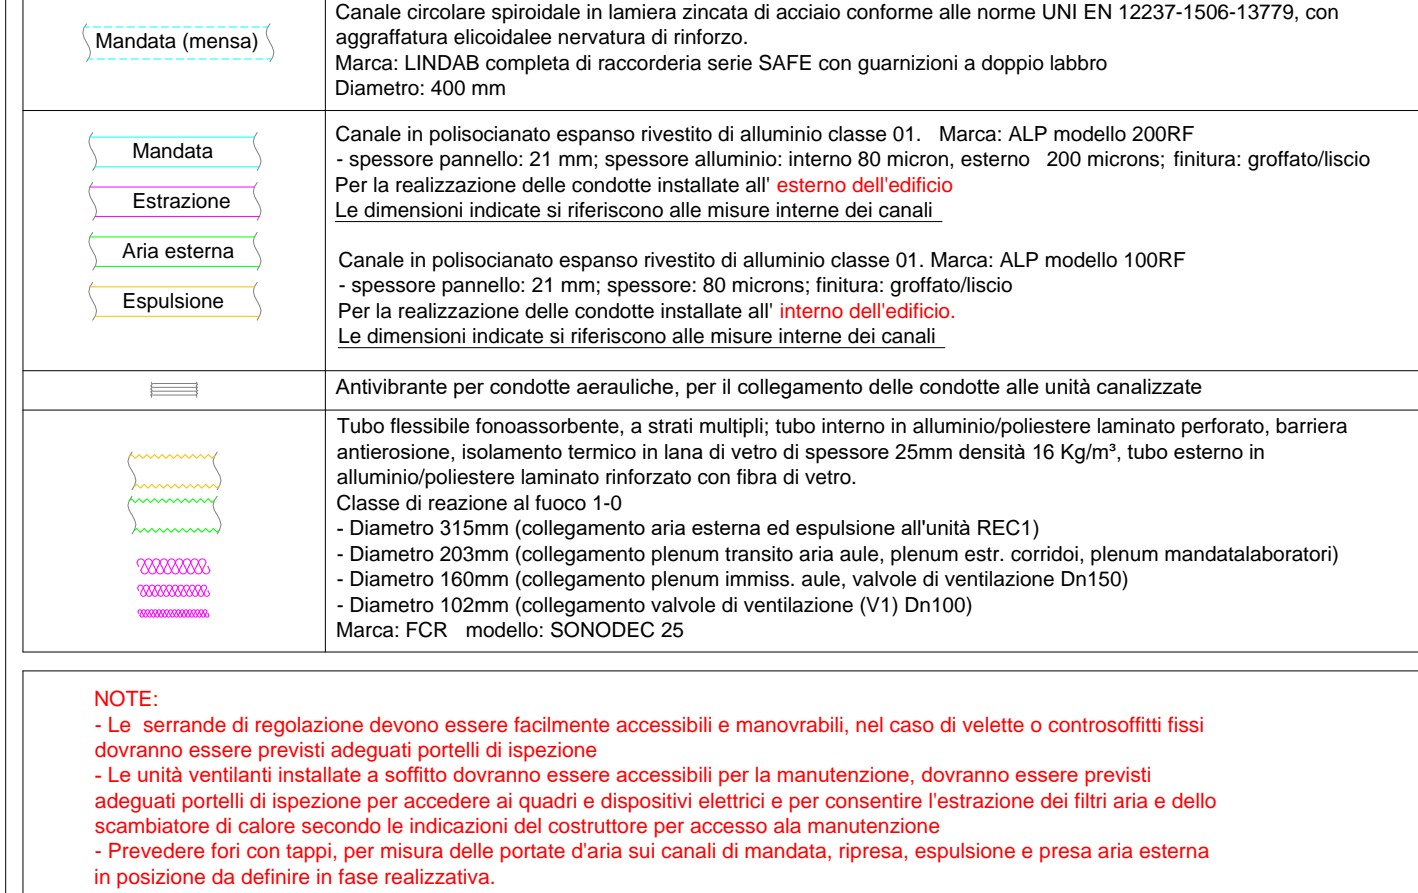 Mandata (mensa)
Canale circolare spiroidale in lamiera zincata di acciaio conforme alle norme UNI EN 12237-1506-13779, con
aggraffatura elicoidalee nervatura di rinforzo.
Marca: LINDAB completa di raccorderia serie SAFE con guarnizioni a doppio labbro
Diametro: 400 mm
Mandata
Estrazione
Aria esterna
Espulsione
Canale in polisocianato espanso rivestito di alluminio classe 01.   Marca: ALP modello 200RF
- spessore pannello: 21 mm; spessore alluminio: interno 80 micron, esterno   200 microns; finitura: groffato/liscio
Per la realizzazione delle condotte installate all' esterno dell'edificio
Le dimensioni indicate si riferiscono alle misure interne dei canali
Canale in polisocianato espanso rivestito di alluminio classe 01. Marca: ALP modello 100RF
- spessore pannello: 21 mm; spessore: 80 microns; finitura: groffato/liscio
Per la realizzazione delle condotte installate all' interno dell'edificio.
Le dimensioni indicate si riferiscono alle misure interne dei canali
Antivibrante per condotte aerauliche, per il collegamento delle condotte alle unità canalizzate
Tubo flessibile fonoassorbente, a strati multipli; tubo interno in alluminio/poliestere laminato perforato, barriera
antierosione, isolamento termico in lana di vetro di spessore 25mm densità 16 Kg/m³, tubo esterno in
alluminio/poliestere laminato rinforzato con fibra di vetro.
Classe di reazione al fuoco 1-0
- Diametro 315mm (collegamento aria esterna ed espulsione all'unità REC1)
- Diametro 203mm (collegamento plenum transito aria aule, plenum estr. corridoi, plenum mandatalaboratori)
- Diametro 160mm (collegamento plenum immiss. aule, valvole di ventilazione Dn150)
- Diametro 102mm (collegamento valvole di ventilazione (V1) Dn100)
Marca: FCR   modello: SONODEC 25
NOTE:
- Le  serrande di regolazione devono essere facilmente accessibili e manovrabili, nel caso di velette o controsoffitti fissi
dovranno essere previsti adeguati portelli di ispezione
- Le unità ventilanti installate a soffitto dovranno essere accessibili per la manutenzione, dovranno essere previsti
adeguati portelli di ispezione per accedere ai quadri e dispositivi elettrici e per consentire l'estrazione dei filtri aria e dello
scambiatore di calore secondo le indicazioni del costruttore per accesso ala manutenzione
- Prevedere fori con tappi, per misura delle portate d'aria sui canali di mandata, ripresa, espulsione e presa aria esterna
in posizione da definire in fase realizzativa.